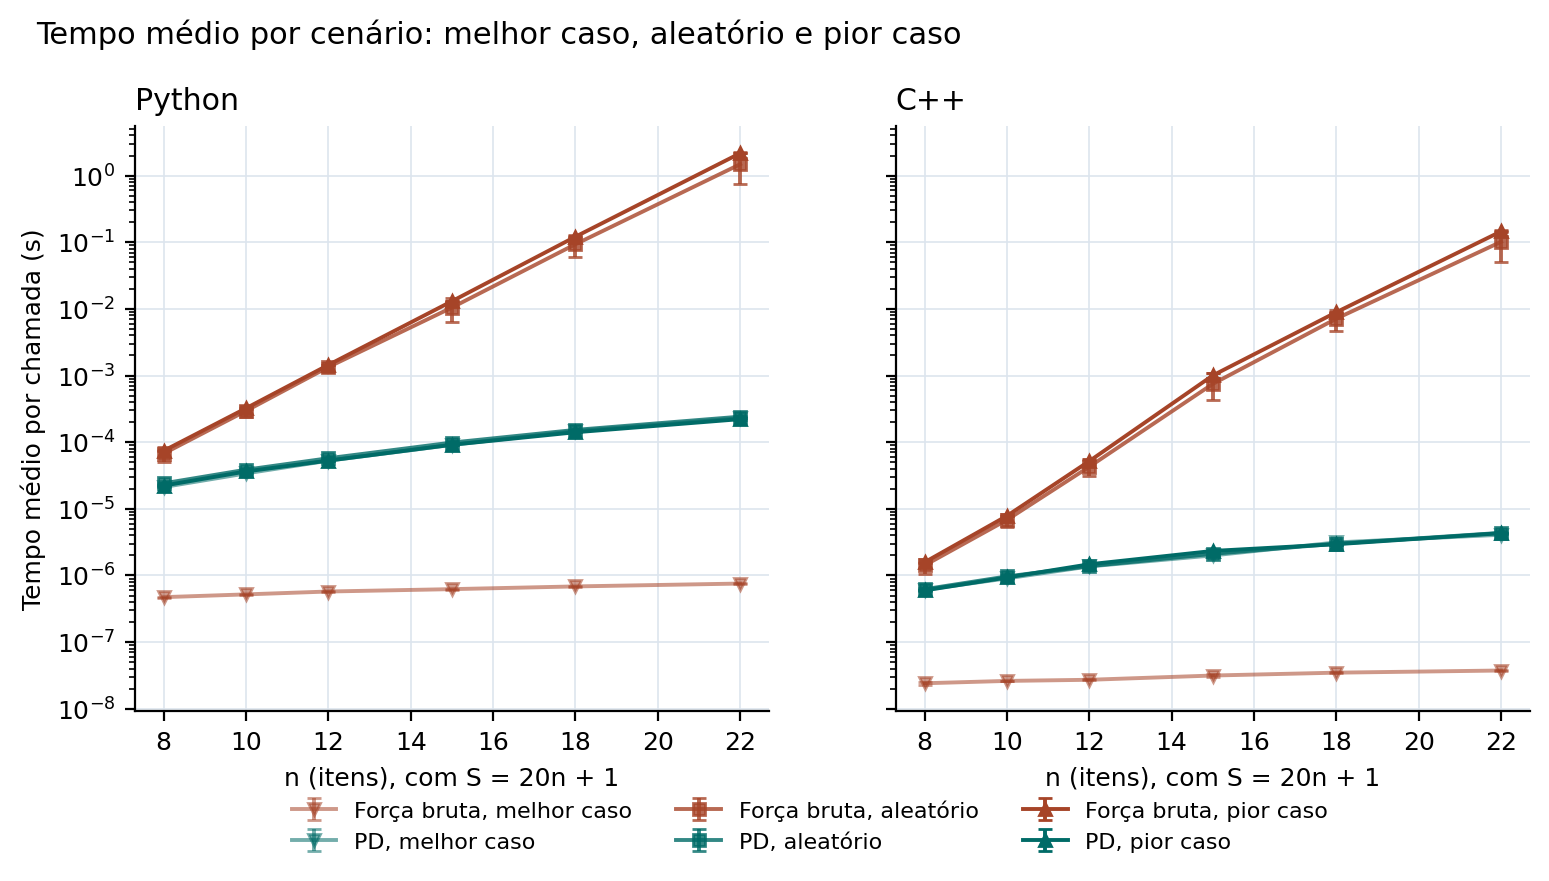 Tempo médio por cenário: melhor caso, aleatório e pior caso
Python
C++
Tempo médio por chamada (s)
10⁰
10⁻¹
10⁻²
10⁻³
10⁻⁴
10⁻⁵
10⁻⁶
10⁻⁷
10⁻⁸
8 10 12 14 16 18 20 22
8 10 12 14 16 18 20 22
n (itens), com S = 20n + 1
n (itens), com S = 20n + 1
Força bruta, melhor caso
Força bruta, aleatório
Força bruta, pior caso
PD, melhor caso
PD, aleatório
PD, pior caso